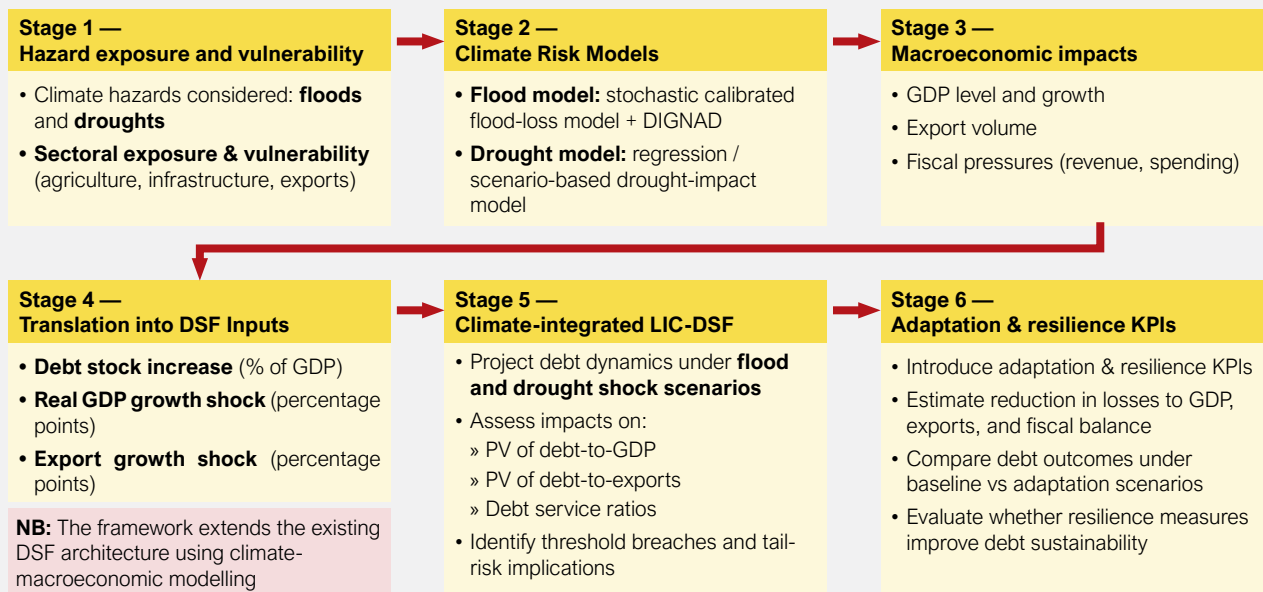 Stage 1 —
Hazard exposure and vulnerability
• Climate hazards considered: floods
and droughts
• Sectoral exposure & vulnerability
(agriculture, infrastructure, exports)
Stage 2 —
Climate Risk Models
• Flood model: stochastic calibrated
flood-loss model + DIGNAD
• Drought model: regression /
scenario-based drought-impact
model
Stage 3 —
Macroeconomic impacts
• GDP level and growth
• Export volume
• Fiscal pressures (revenue, spending)
Stage 4 —
Translation into DSF Inputs
• Debt stock increase (% of GDP)
• Real GDP growth shock (percentage
points)
• Export growth shock (percentage
points)
NB: The framework extends the existing
DSF architecture using climate-
macroeconomic modelling
Stage 5 —
Climate-integrated LIC-DSF
• Project debt dynamics under flood
and drought shock scenarios
• Assess impacts on:
» PV of debt-to-GDP
» PV of debt-to-exports
» Debt service ratios
• Identify threshold breaches and tail-
risk implications
Stage 6 —
Adaptation & resilience KPIs
• Introduce adaptation & resilience KPIs
• Estimate reduction in losses to GDP,
exports, and fiscal balance
• Compare debt outcomes under
baseline vs adaptation scenarios
• Evaluate whether resilience measures
improve debt sustainability